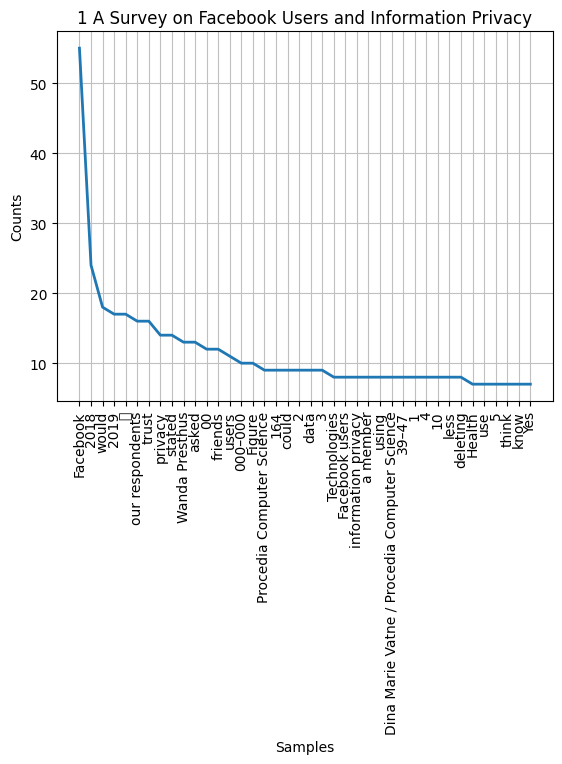 1 A Survey on Facebook Users and Information Privacy
50
40
30
20
10
Counts
Facebook
2018
would
2019
our respondents
trust
privacy
stated
Wanda Presthus
asked
00
friends
users
000–000
Figure
Procedia Computer Science
164
could
2
data
3
Technologies
Facebook users
information privacy
a member
using
Dina Marie Vatne / Procedia Computer Science
39–47
1
4
10
less
deleting
Health
use
5
think
know
Yes
Samples